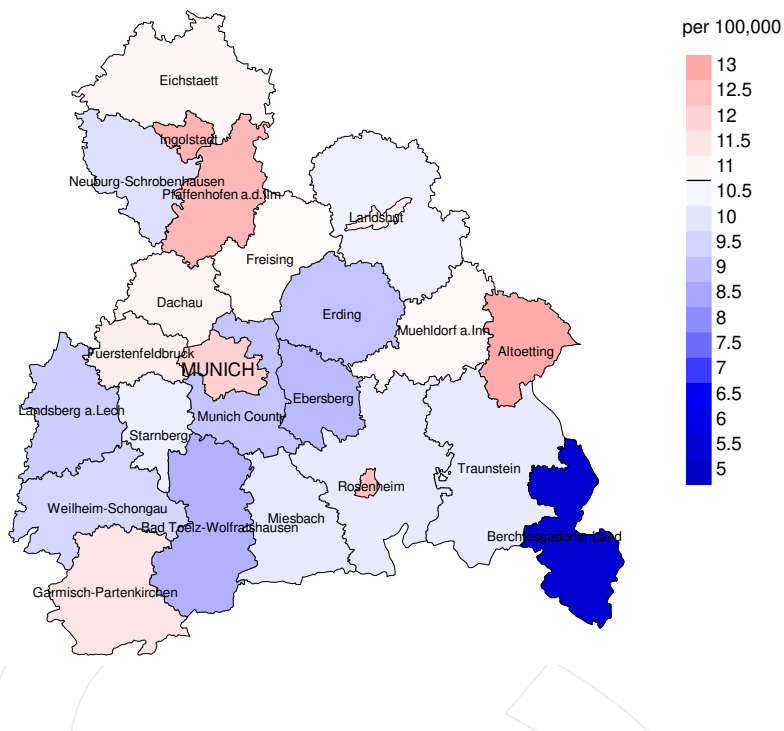 per 100,000
13
12.5
12
11.5
11
10.5
10
9.5
9
8.5
8
7.5
7
6.5
6
5.5
5
Eichstaett
Ingolstadt
Neuburg-Schrobenhausen
Pfaffenhofen a.d.Ilm
Landshut
Freising
Dachau
Erding
Muehldorf a.Inn
Altoetting
Fuerstenfeldbruck
MUNICH
Ebersberg
Landsberg a.Lech
Munich County
Starnberg
Traunstein
Rosenheim
Weilheim-Schongau
Miesbach
Bad Toelz-Wolfratshausen
Berchtesgadener Land
Garmisch-Partenkirchen